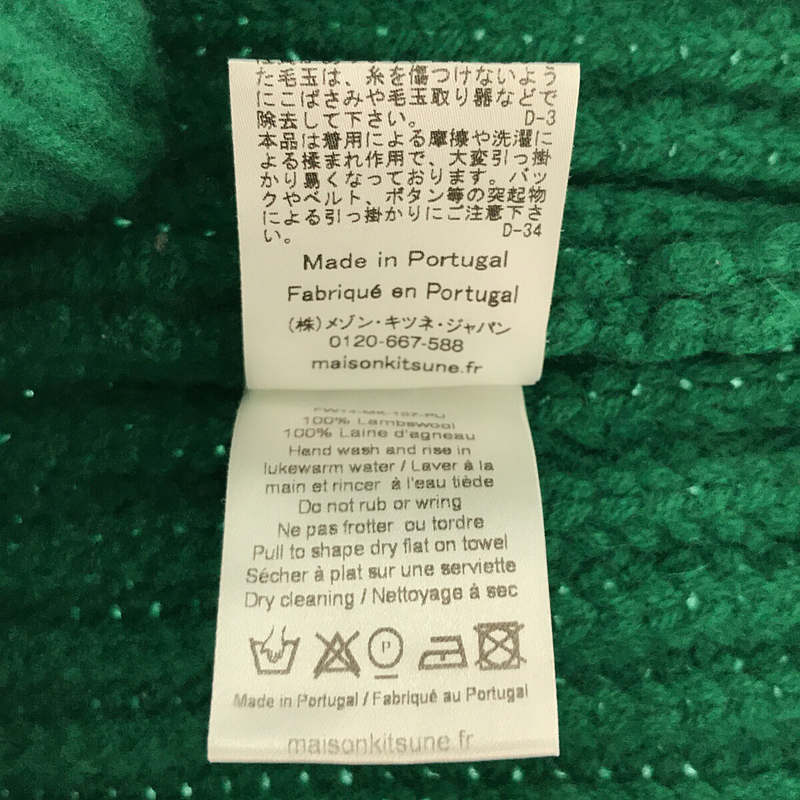 た毛玉は、糸を傷つけないよう
にこばさみや毛玉取り器などで
除去して下さい。 D-3
本品は着用による摩擦や洗濯に
よる揉まれ作用で、大変引っ掛
かり易くなっております。バッ
クやベルト、ボタン等の突起物
による引っ掛かりにご注意下さ
い。 D-34
Made in Portugal
Fabriqué en Portugal
(株)メゾン・キツネ・ジャパン
0120-667-588
maisonkitsune.fr
100% Lambswool
100% Laine d'agneau
Hand wash and rise in
lukewarm water / Laver à la
main et rincer à l'eau tiède
Do not rub or wring
Ne pas frotter ou tordre
Pull to shape dry flat on towel
Sécher à plat sur une serviette
Dry cleaning / Nettoyage à sec
P
Made in Portugal / Fabriqué au Portugal
maisonkitsune.fr